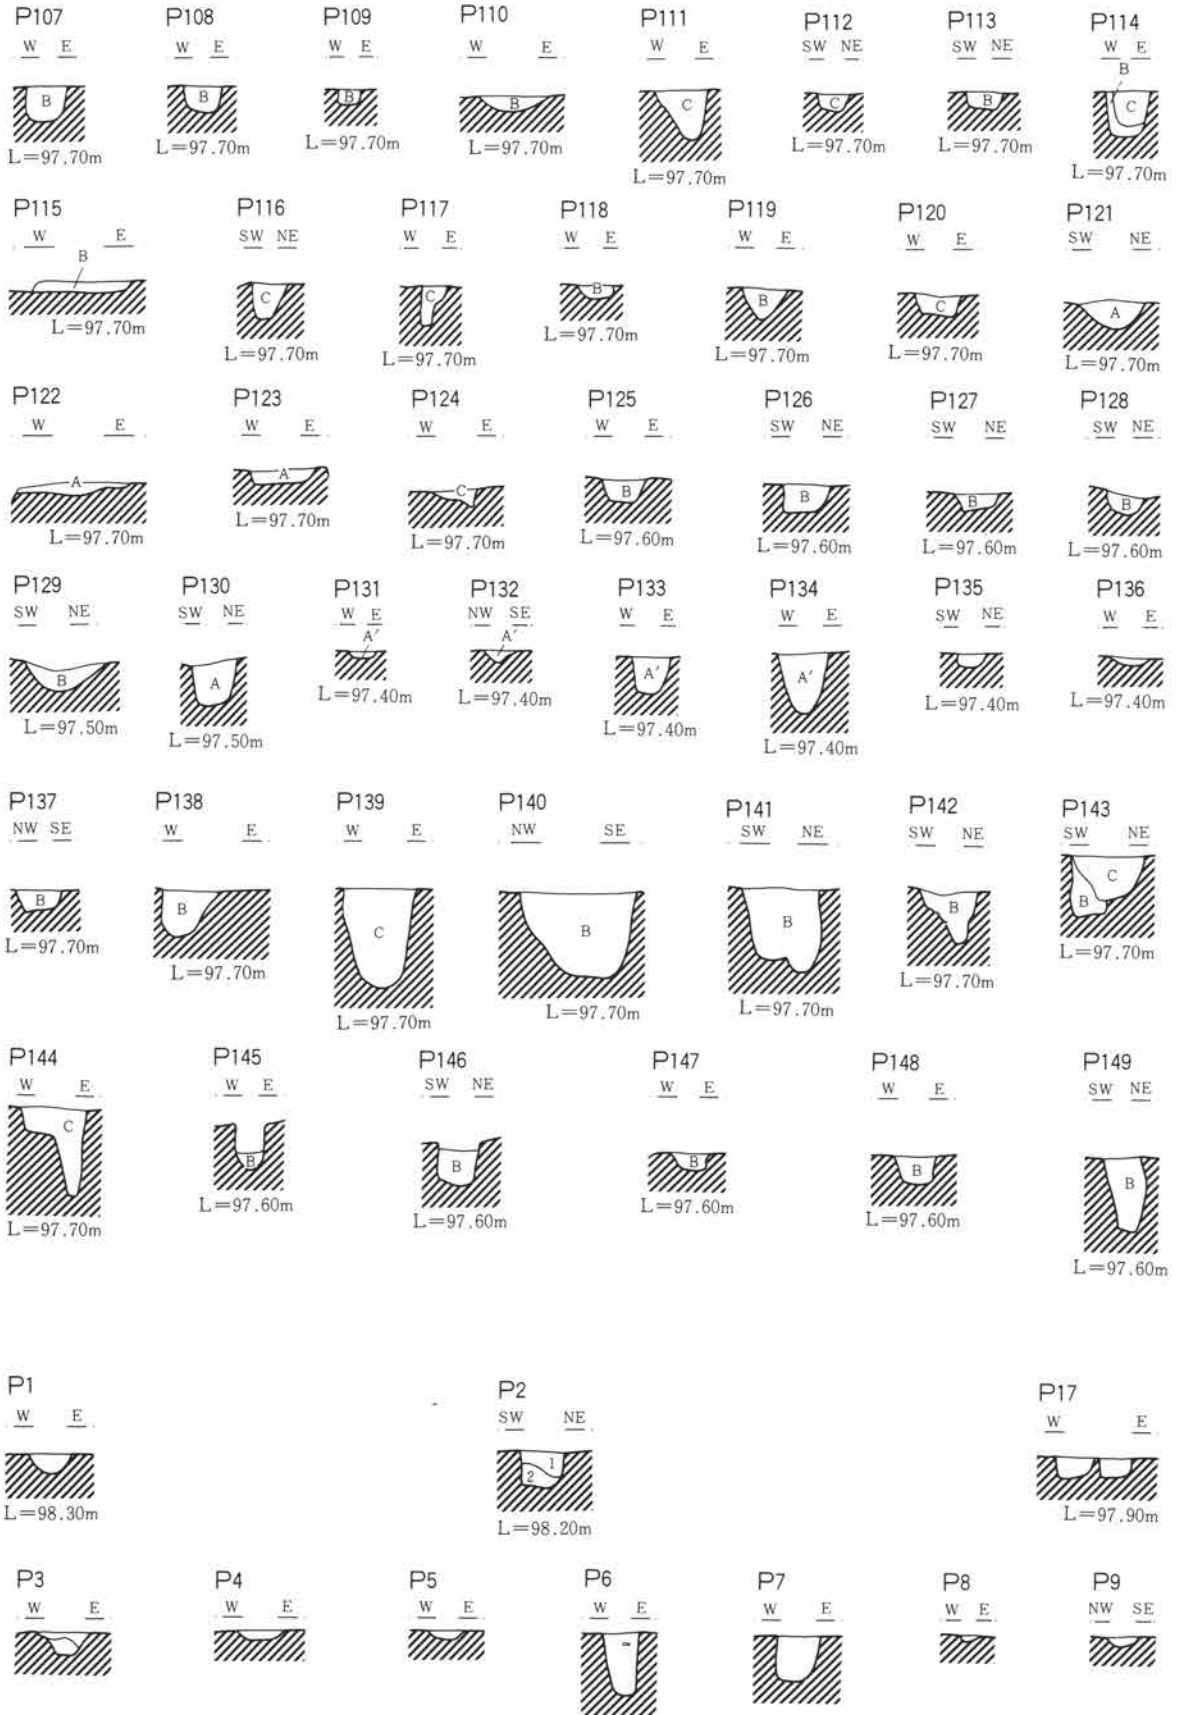 P107 P108 P109 P110 P111 P112 P113 P114
W E W E W E W E W E SW NE SW NE W E
B
B B B B C C B C
L=97.70m L=97.70m L=97.70m L=97.70m L=97.70m L=97.70m L=97.70m L=97.70m
P115 P116 P117 P118 P119 P120 P121
W E SW NE W E W E W E W E SW NE
B
C C B B C A
L=97.70m L=97.70m L=97.70m L=97.70m L=97.70m L=97.70m L=97.70m
P122 P123 P124 P125 P126 P127 P128
W E W E W E W E SW NE SW NE SW NE
A A C B B B B
L=97.70m L=97.70m L=97.70m L=97.60m L=97.60m L=97.60m L=97.60m
P129 P130 P131 P132 P133 P134 P135 P136
SW NE SW NE W E NW SE W E W E SW NE W E
A′ A′
B A A′ A′
L=97.50m L=97.50m L=97.40m L=97.40m L=97.40m L=97.40m L=97.40m L=97.40m
P137 P138 P139 P140 P141 P142 P143
NW SE W E W E NW SE SW NE SW NE SW NE
B B C B B B B C
L=97.70m L=97.70m L=97.70m L=97.70m L=97.70m L=97.70m L=97.70m
P144 P145 P146 P147 P148 P149
W E W E SW NE W E W E SW NE
C B B B B B
L=97.70m L=97.60m L=97.60m L=97.60m L=97.60m L=97.60m
P1 P2 P17
W E SW NE W E
1
2
L=98.30m L=98.20m L=97.90m
P3 P4 P5 P6 P7 P8 P9
W E W E W E W E W E W E NW SE